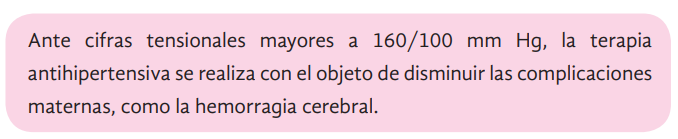 Ante cifras tensionales mayores a 160/100 mm Hg, la terapia
antihipertensiva se realiza con el objeto de disminuir las complicaciones
maternas, como la hemorragia cerebral.